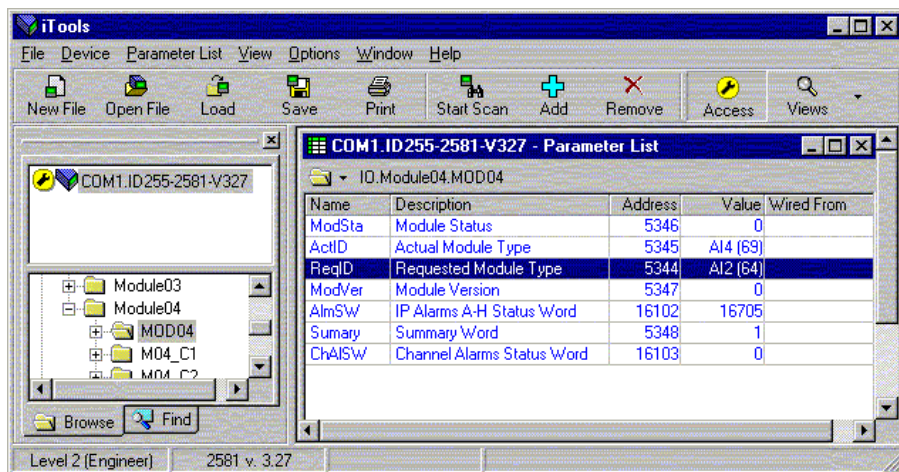 iTools
File Device Parameter List View Options Window Help
New File Open File Load Save Print Start Scan Add Remove Access Views
COM1.ID255-2581-V327
Module03
Module04
MOD04
M04_C1
M04_C2
Browse Find
COM1.ID255-2581-V327 - Parameter List
IO.Module04.MOD04
Name Description Address Value Wired From
ModSta Module Status 5346 0
ActID Actual Module Type 5345 AI4 (69)
ReqID Requested Module Type 5344 AI2 (64)
ModVer Module Version 5347 0
AlmSW IP Alarms A-H Status Word 16102 16705
Sumary Summary Word 5348 1
ChAlSW Channel Alarms Status Word 16103 0
Level 2 (Engineer) 2581 v. 3.27